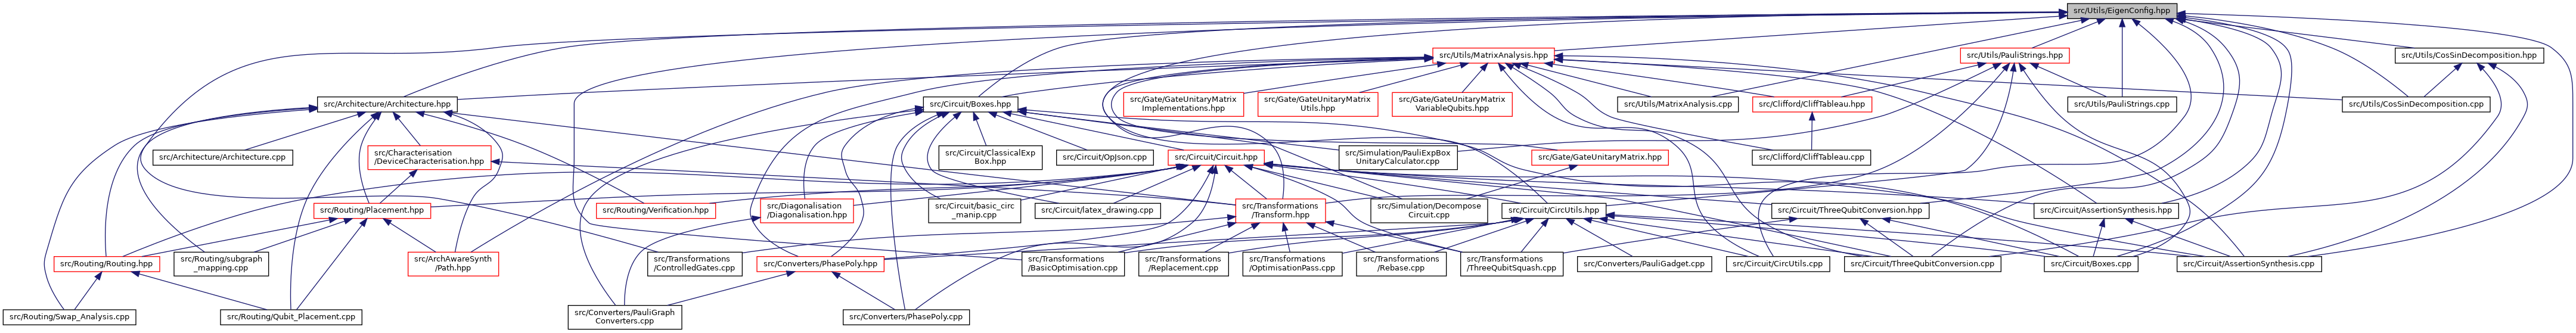 src/Utils/EigenConfig.hpp
src/Utils/MatrixAnalysis.hpp
src/Utils/PauliStrings.hpp
src/Utils/CosSinDecomposition.hpp
src/Architecture/Architecture.hpp
src/Circuit/Boxes.hpp
src/Gate/GateUnitaryMatrix
Implementations.hpp
src/Gate/GateUnitaryMatrix
Utils.hpp
src/Gate/GateUnitaryMatrix
VariableQubits.hpp
src/Utils/MatrixAnalysis.cpp
src/Clifford/CliffTableau.hpp
src/Utils/PauliStrings.cpp
src/Utils/CosSinDecomposition.cpp
src/Architecture/Architecture.cpp
src/Characterisation
/DeviceCharacterisation.hpp
src/Circuit/ClassicalExp
Box.hpp
src/Circuit/OpJson.cpp
src/Circuit/Circuit.hpp
src/Simulation/PauliExpBox
UnitaryCalculator.cpp
src/Gate/GateUnitaryMatrix.hpp
src/Clifford/CliffTableau.cpp
src/Routing/Placement.hpp
src/Routing/Verification.hpp
src/Diagonalisation
/Diagonalisation.hpp
src/Circuit/basic_circ
_manip.cpp
src/Circuit/latex_drawing.cpp
src/Transformations
/Transform.hpp
src/Simulation/Decompose
Circuit.cpp
src/Circuit/CircUtils.hpp
src/Circuit/ThreeQubitConversion.hpp
src/Circuit/AssertionSynthesis.hpp
src/Routing/Routing.hpp
src/Routing/subgraph
_mapping.cpp
src/ArchAwareSynth
/Path.hpp
src/Transformations
/ControlledGates.cpp
src/Converters/PhasePoly.hpp
src/Transformations
/BasicOptimisation.cpp
src/Transformations
/Replacement.cpp
src/Transformations
/OptimisationPass.cpp
src/Transformations
/Rebase.cpp
src/Transformations
/ThreeQubitSquash.cpp
src/Converters/PauliGadget.cpp
src/Circuit/CircUtils.cpp
src/Circuit/ThreeQubitConversion.cpp
src/Circuit/Boxes.cpp
src/Circuit/AssertionSynthesis.cpp
src/Routing/Swap_Analysis.cpp
src/Routing/Qubit_Placement.cpp
src/Converters/PauliGraph
Converters.cpp
src/Converters/PhasePoly.cpp